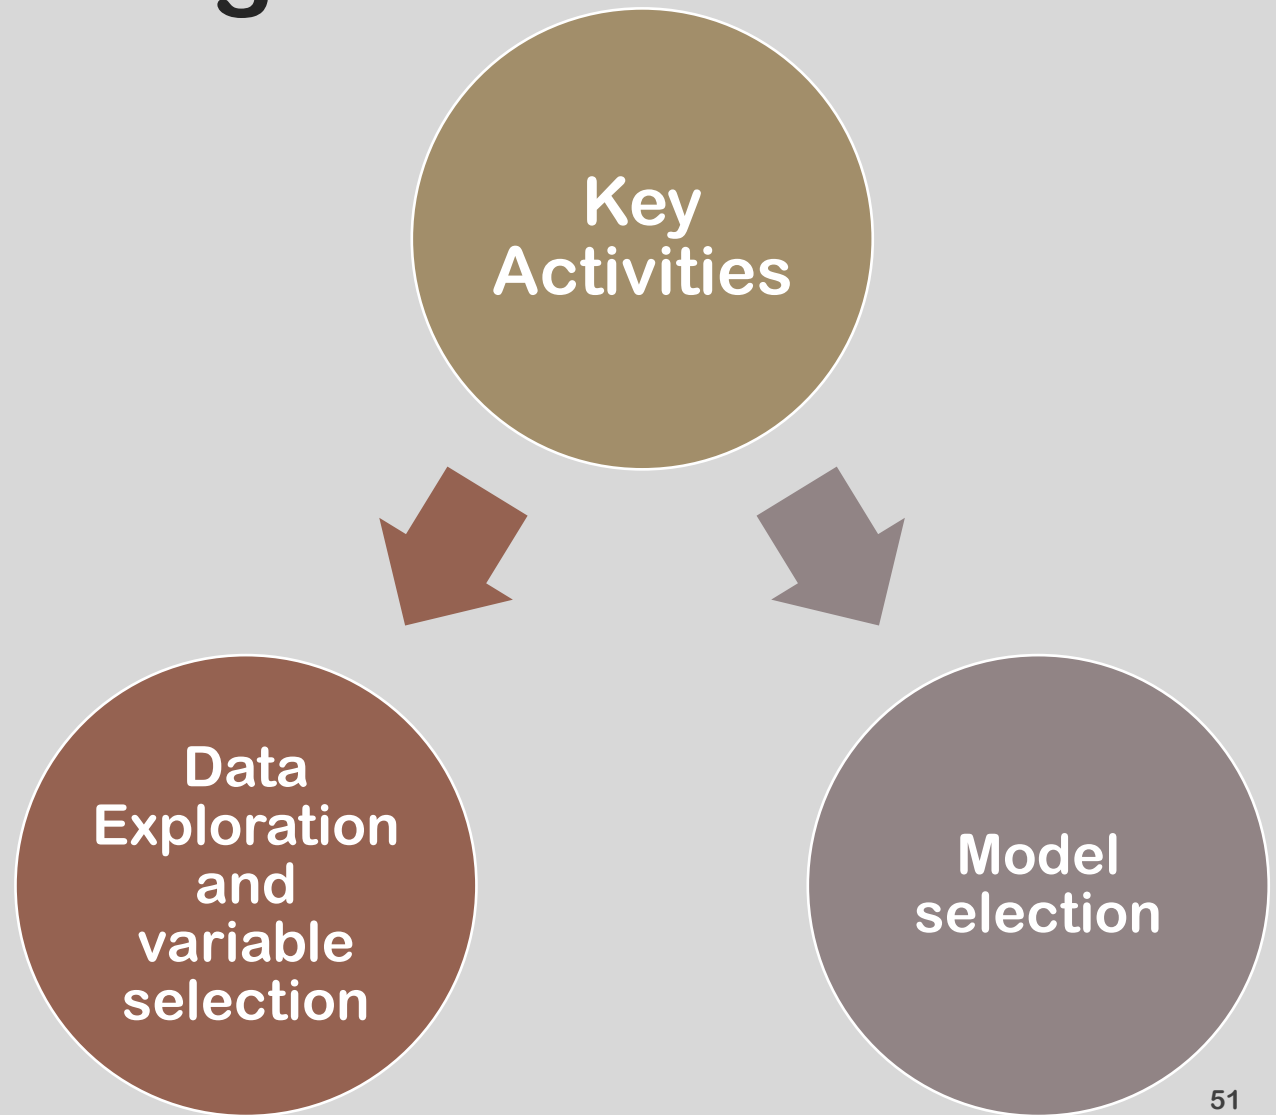 Key
Activities
Data
Exploration
and
variable
selection
Model
selection
51